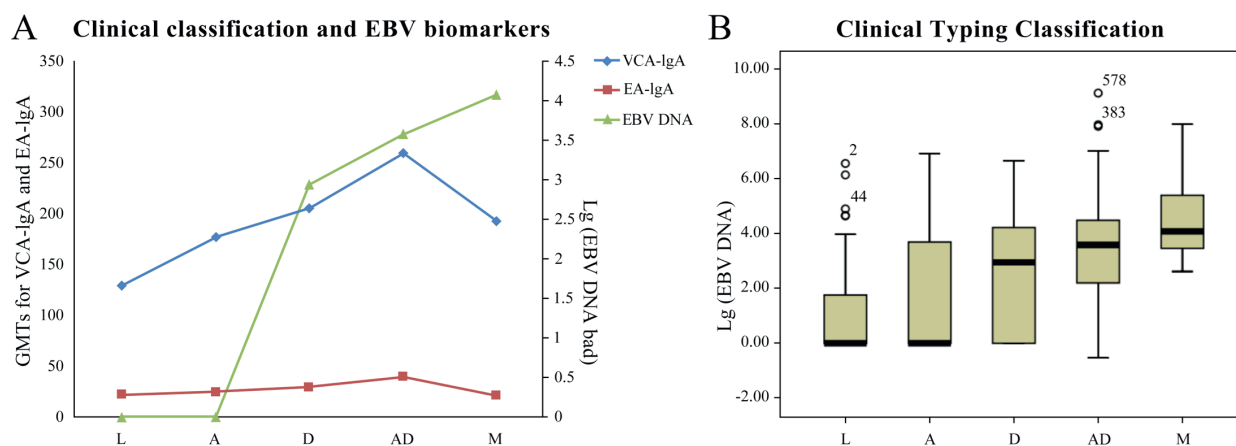 A Clinical classification and EBV biomarkers
350
300
250
200
150
100
50
0
GMTs for VCA-lgA and EA-lgA
4.5
4
3.5
3
2.5
2
1.5
1
0.5
0
Lg (EBV DNA bad)
VCA-lgA
EA-lgA
EBV DNA
L A D AD M
B Clinical Typing Classification
10.00
8.00
6.00
4.00
2.00
0.00
-2.00
Lg (EBV DNA)
2
44
578
383
L A D AD M